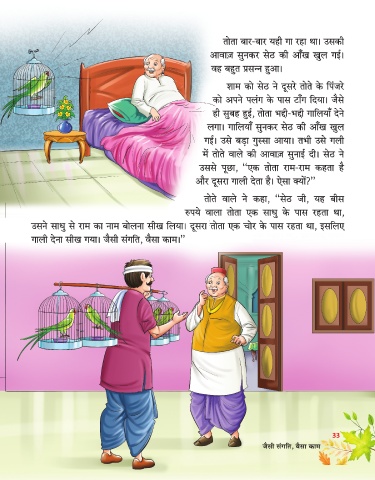 तोता बार-बार यही गा रहा था। उसकी
आवाज़ सुनकर सेठ की आँख खुल गई।
वह बहुत प्रसन्न हुआ।
शाम को सेठ ने दूसरे तोते के पिंजरे
को अपने पलंग के पास टाँग दिया। जैसे
ही सुबह हुई, तोता भद्दी-भद्दी गालियाँ देने
लगा। गालियाँ सुनकर सेठ की आँख खुल
गई। उसे बड़ा गुस्सा आया। तभी उसे गली
में तोते वाले की आवाज़ सुनाई दी। सेठ ने
उससे पूछा, “एक तोता राम-राम कहता है
और दूसरा गाली देता है। ऐसा क्यों?”
तोते वाले ने कहा, “सेठ जी, यह बीस
रुपये वाला तोता एक साधु के पास रहता था,
उसने साधु से राम का नाम बोलना सीख लिया। दूसरा तोता एक चोर के पास रहता था, इसलिए
गाली देना सीख गया। जैसी संगति, वैसा काम।”
33
जैसी संगति, वैसा काम